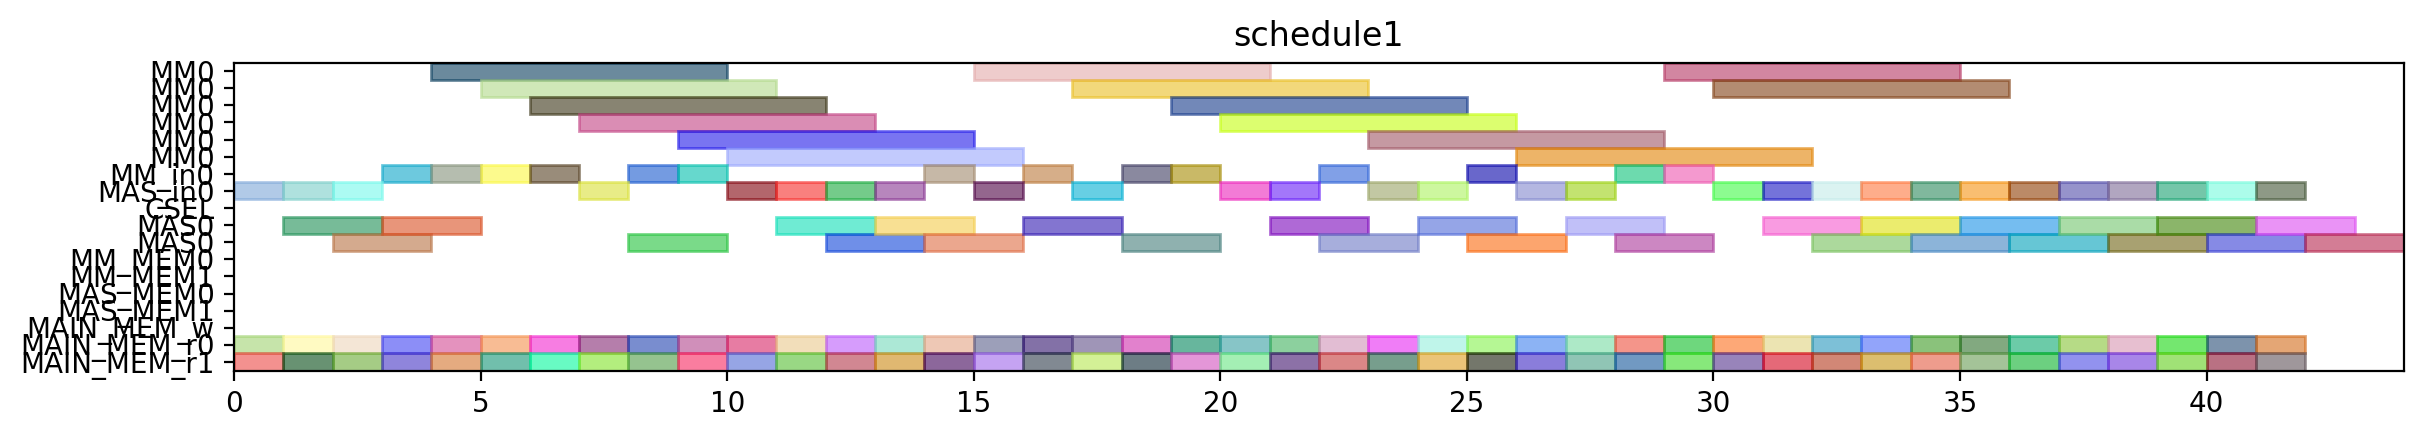 schedule1
MM0
MM0
MM0
MM0
MM0
MM0
MM_in0
MAS_in0
CSEL
MAS0
MAS0
MM_MEM0
MM_MEM1
MAS_MEM0
MAS_MEM1
MAIN_MEM_w
MAIN_MEM_r0
MAIN_MEM_r1
0 5 10 15 20 25 30 35 40